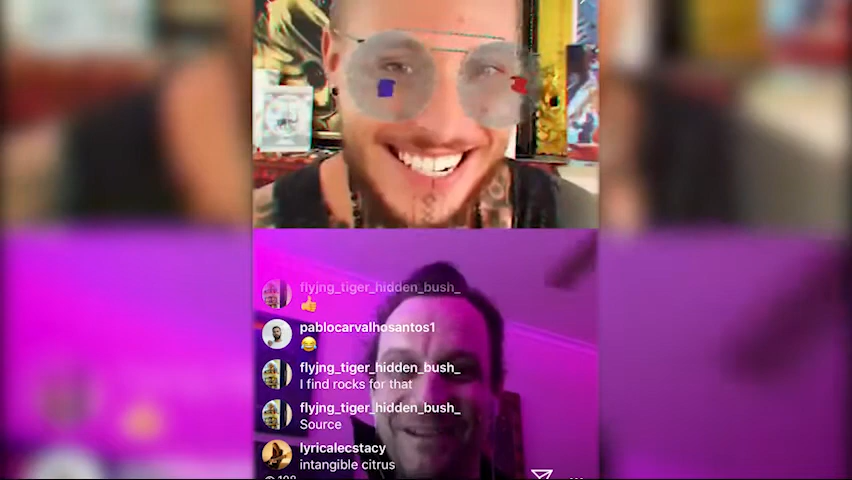 flyjng_tiger_hidden_bush_
👍
pablocarvalhosantos1
😂
flyjng_tiger_hidden_bush_
I find rocks for that
flyjng_tiger_hidden_bush_
Source
lyricalecstacy
intangible citrus